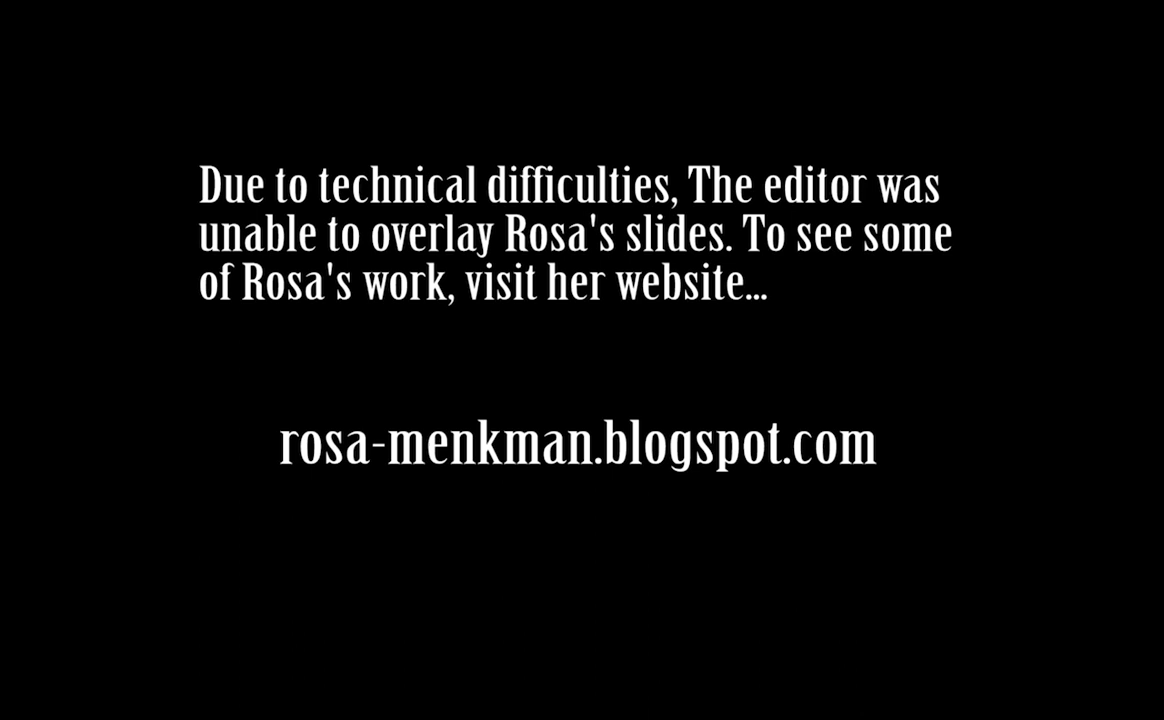 Due to technical difficulties, The editor was
unable to overlay Rosa's slides. To see some
of Rosa's work, visit her website...
rosa-menkman.blogspot.com